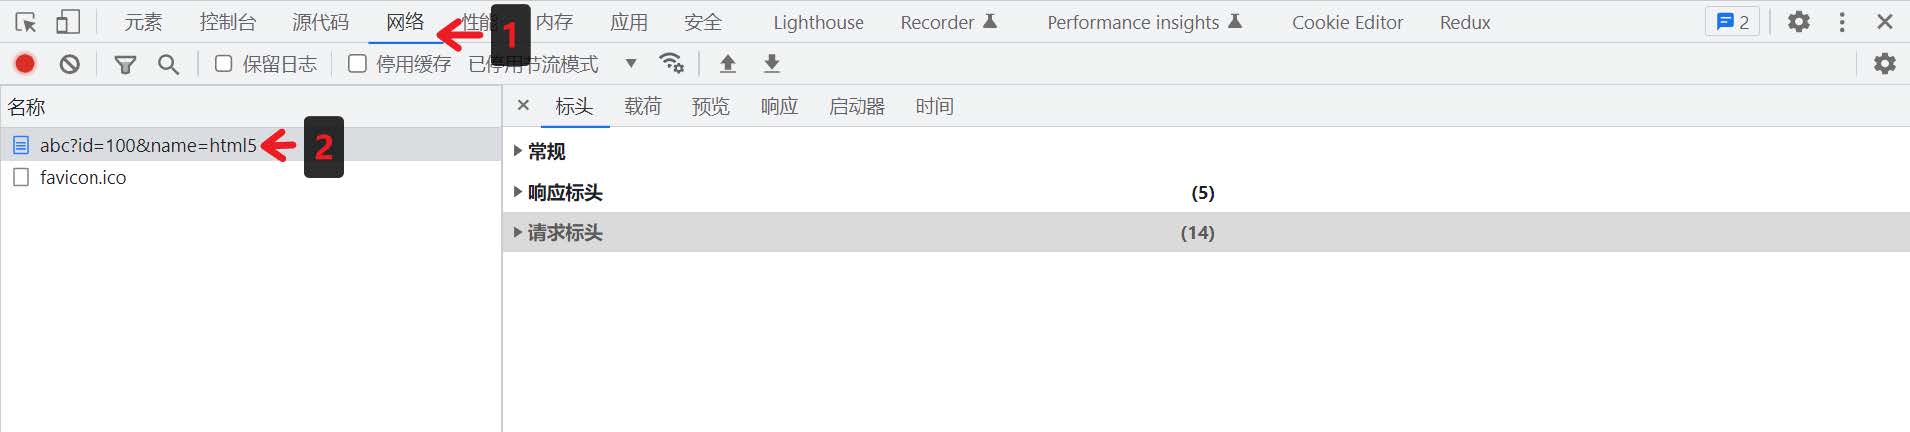 元素 控制台 源代码 网络 性能 内存 应用 安全 Lighthouse Recorder Performance insights Cookie Editor Redux 2
1
保留日志 停用缓存 已停用节流模式
名称
标头 载荷 预览 响应 启动器 时间
abc?id=100&name=html5 2
favicon.ico
常规
响应标头 (5)
请求标头 (14)